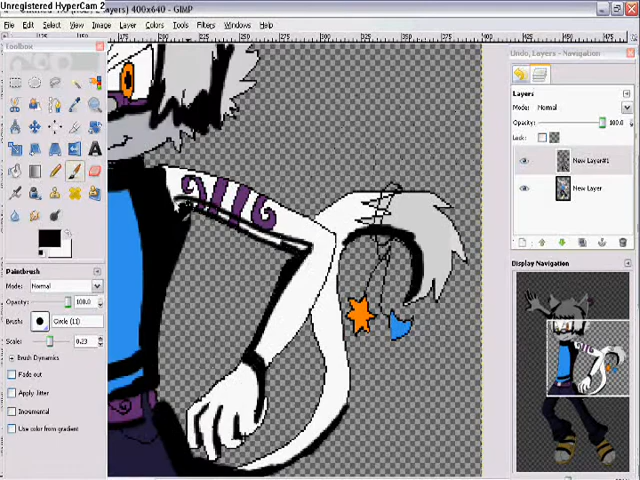 Unregistered HyperCam 2
400x640 – GIMP
File Edit Select View Image Layer Colors Tools Filters Windows Help
Toolbox
Paintbrush
Mode: Normal
Opacity: 100.0
Brush: Circle (11)
Scale: 0.23
Brush Dynamics
Fade out
Apply Jitter
Incremental
Use color from gradient
Undo, Layers - Navigation
Layers
Mode: Normal
Opacity: 100.0
Lock:
New Layer#1
New Layer
Display Navigation